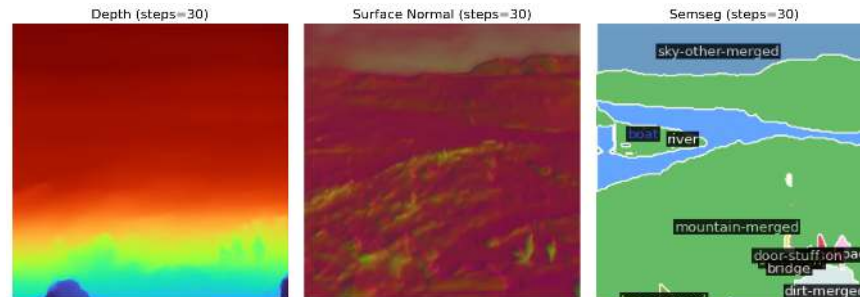 Depth (steps=30)
Surface Normal (steps=30)
Semseg (steps=30)
sky-other-merged
boat
river
mountain-merged
door-stuff
bridge
dirt-merged